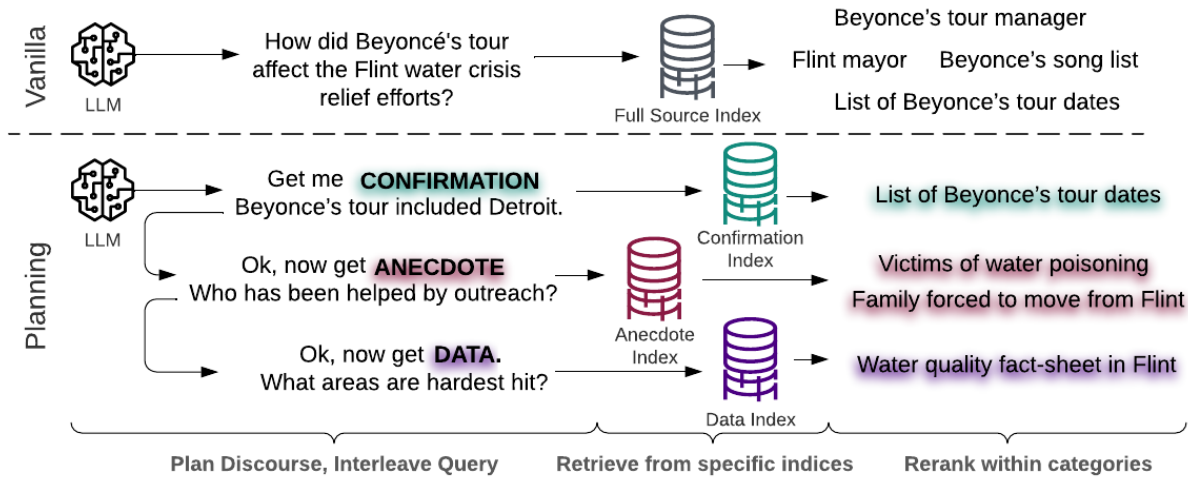 Vanilla
LLM
How did Beyoncé's tour
affect the Flint water crisis
relief efforts?
Full Source Index
Beyonce's tour manager
Flint mayor Beyonce's song list
List of Beyonce's tour dates
Planning
LLM
Get me CONFIRMATION
Beyonce's tour included Detroit.
Confirmation
Index
List of Beyonce's tour dates
Ok, now get ANECDOTE
Who has been helped by outreach?
Anecdote
Index
Victims of water poisoning
Family forced to move from Flint
Ok, now get DATA.
What areas are hardest hit?
Data Index
Water quality fact-sheet in Flint
Plan Discourse, Interleave Query
Retrieve from specific indices
Rerank within categories